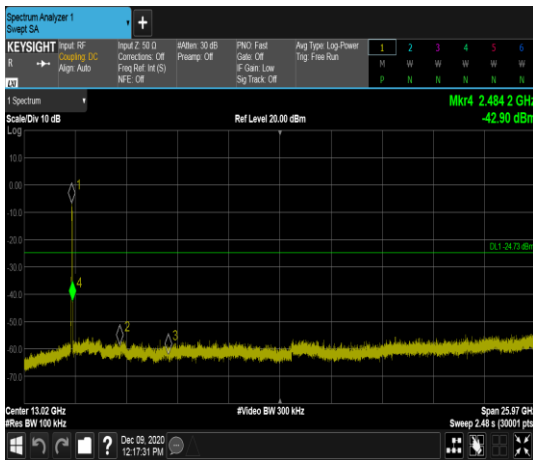 Spectrum Analyzer 1
Swept SA
+
KEYSIGHT
R
LXI
Input: RF
Coupling: DC
Align: Auto
Input Z: 50 Ω
Corrections: Off
Freq Ref: Int (S)
NFE: Off
#Atten: 30 dB
Preamp: Off
PNO: Fast
Gate: Off
IF Gain: Low
Sig Track: Off
Avg Type: Log-Power
Trig: Free Run
1 2 3 4 5 6
M W W W W W
P N N N N N
1 Spectrum
Mkr4 2.484 2 GHz
Scale/Div 10 dB
Ref Level 20.00 dBm
-42.90 dBm
Log
10.0
0.00
-10.0
-20.0
-30.0
-40.0
-50.0
-60.0
-70.0
1
4
2
3
DL1 -24.73 dBm
Center 13.02 GHz
#Video BW 300 kHz
Span 25.97 GHz
#Res BW 100 kHz
Sweep 2.48 s (30001 pts)
?
Dec 09, 2020
12:17:31 PM